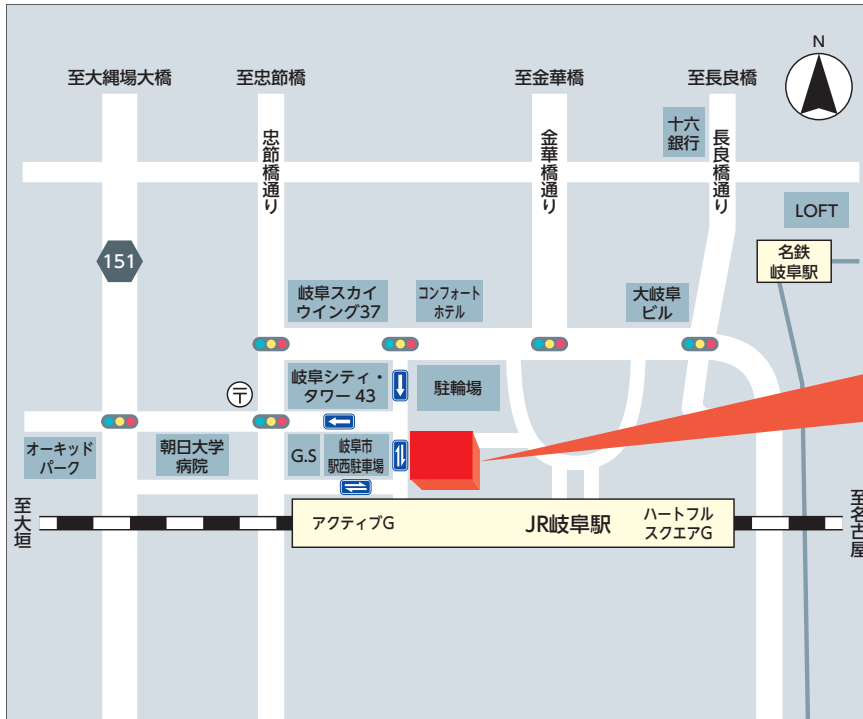 N
至大縄場大橋
至忠節橋
至金華橋
至長良橋
十六
銀行
忠節橋通り
金華橋通り
長良橋通り
LOFT
151
名鉄
岐阜駅
岐阜スカイ
ウイング37
コンフォート
ホテル
大岐阜
ビル
岐阜シティ・
タワー 43
駐輪場
〒
オーキッド
パーク
朝日大学
病院
G.S
岐阜市
駅西駐車場
至大垣
アクティブG
JR岐阜駅
ハートフル
スクエアG
至名古屋